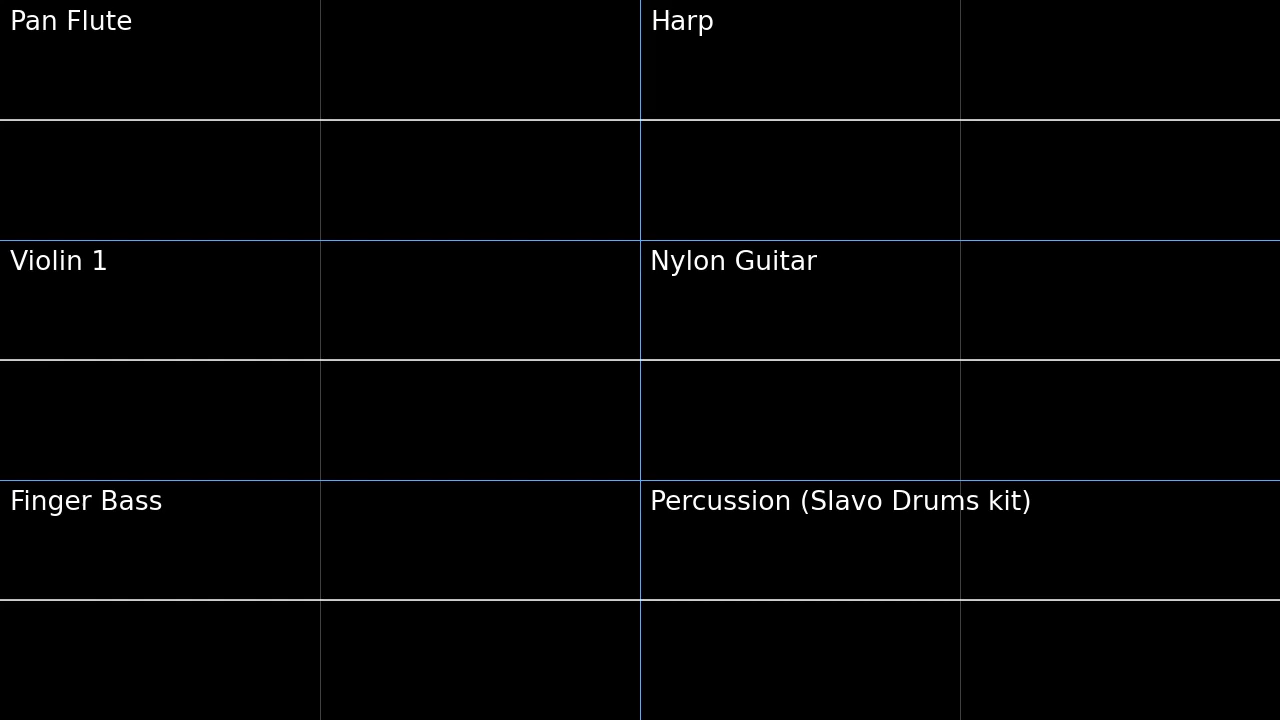 Pan Flute
Harp
Violin 1
Nylon Guitar
Finger Bass
Percussion (Slavo Drums kit)